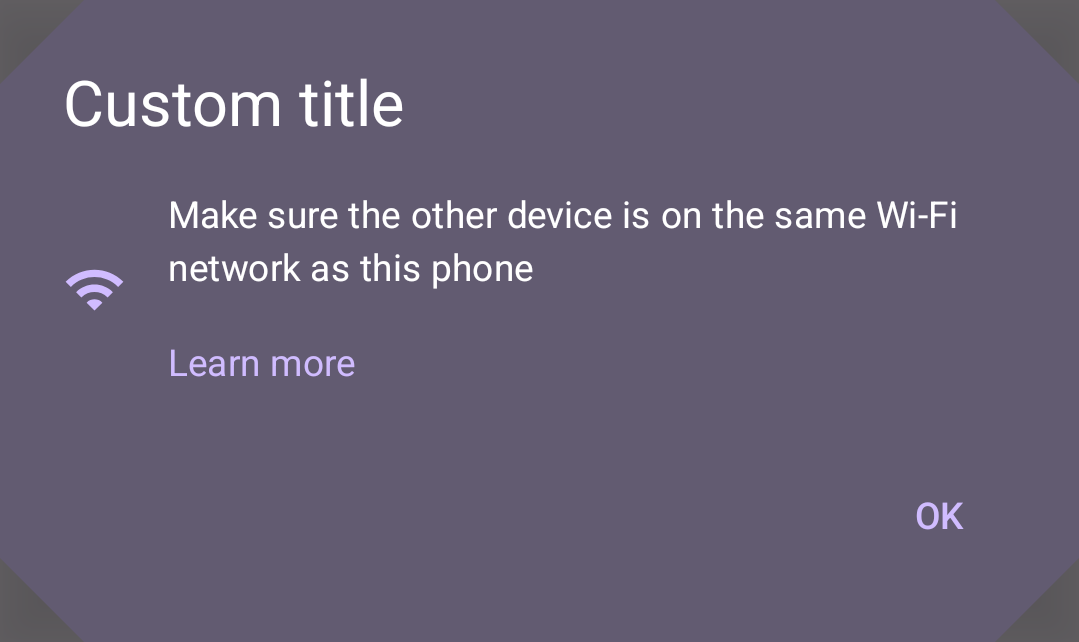 Custom title
Make sure the other device is on the same Wi-Fi
network as this phone
Learn more
OK